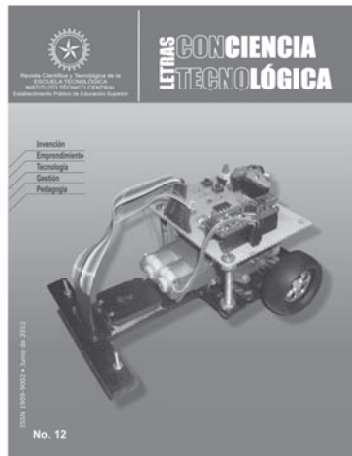 Revista Científica y Tecnológica de la
ESCUELA TECNOLÓGICA
INSTITUTO TÉCNICO CENTRAL
Establecimiento Público de Educación Superior
LETRAS
CONCIENCIA
TECNOLÓGICA
Invención
Emprendimiento
Tecnología
Gestión
Pedagogía
ISSN 1909-9002 • Junio de 2012
No. 12